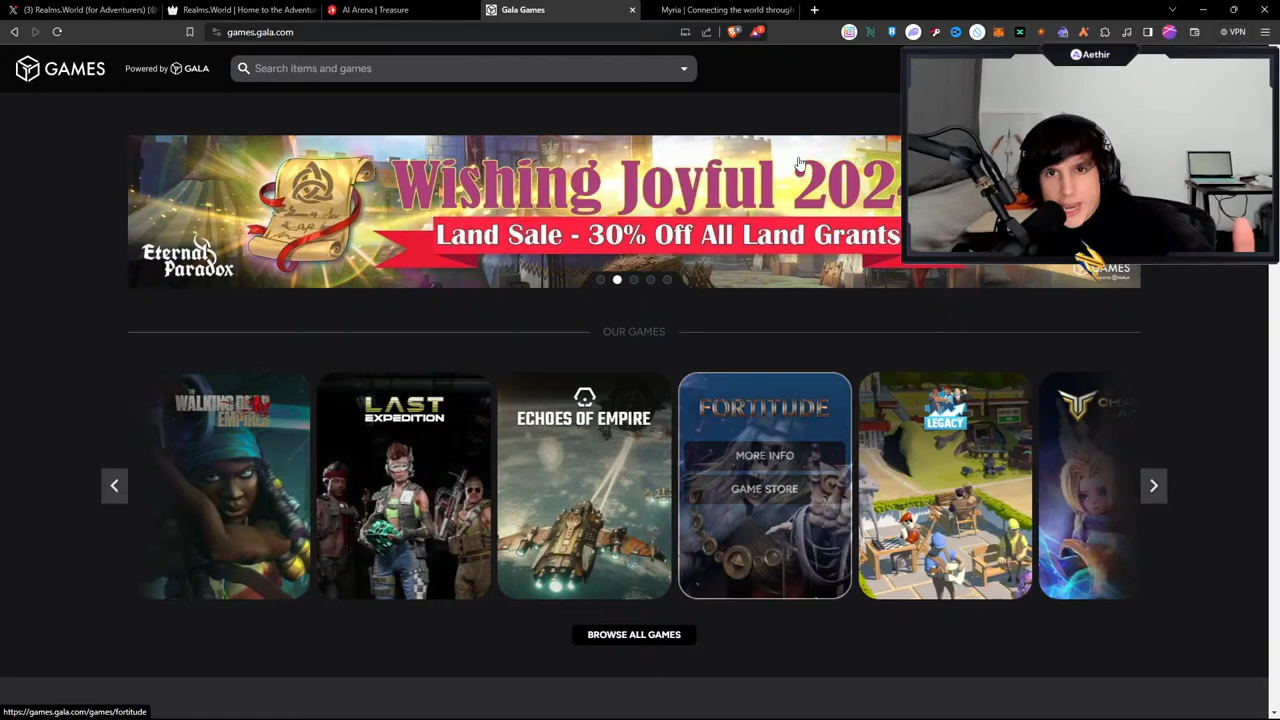 (3) Realms.World (for Adventurers) (@
Realms.World | Home to the Adventu
AI Arena | Treasure
Gala Games
Myria | Connecting the world through
games.gala.com
VPN
GAMES
Powered by GALA
Search items and games
Aethir
Wishing Joyful 202
Land Sale - 30% Off All Land Grants
Eternal
Paradox
GAMES
OUR GAMES
THE
WALKING DEAD
EMPIRES
LAST
EXPEDITION
ECHOES OF EMPIRE
FORTITUDE
MORE INFO
GAME STORE
LEGACY
CHA
BROWSE ALL GAMES
https://games.gala.com/games/fortitude